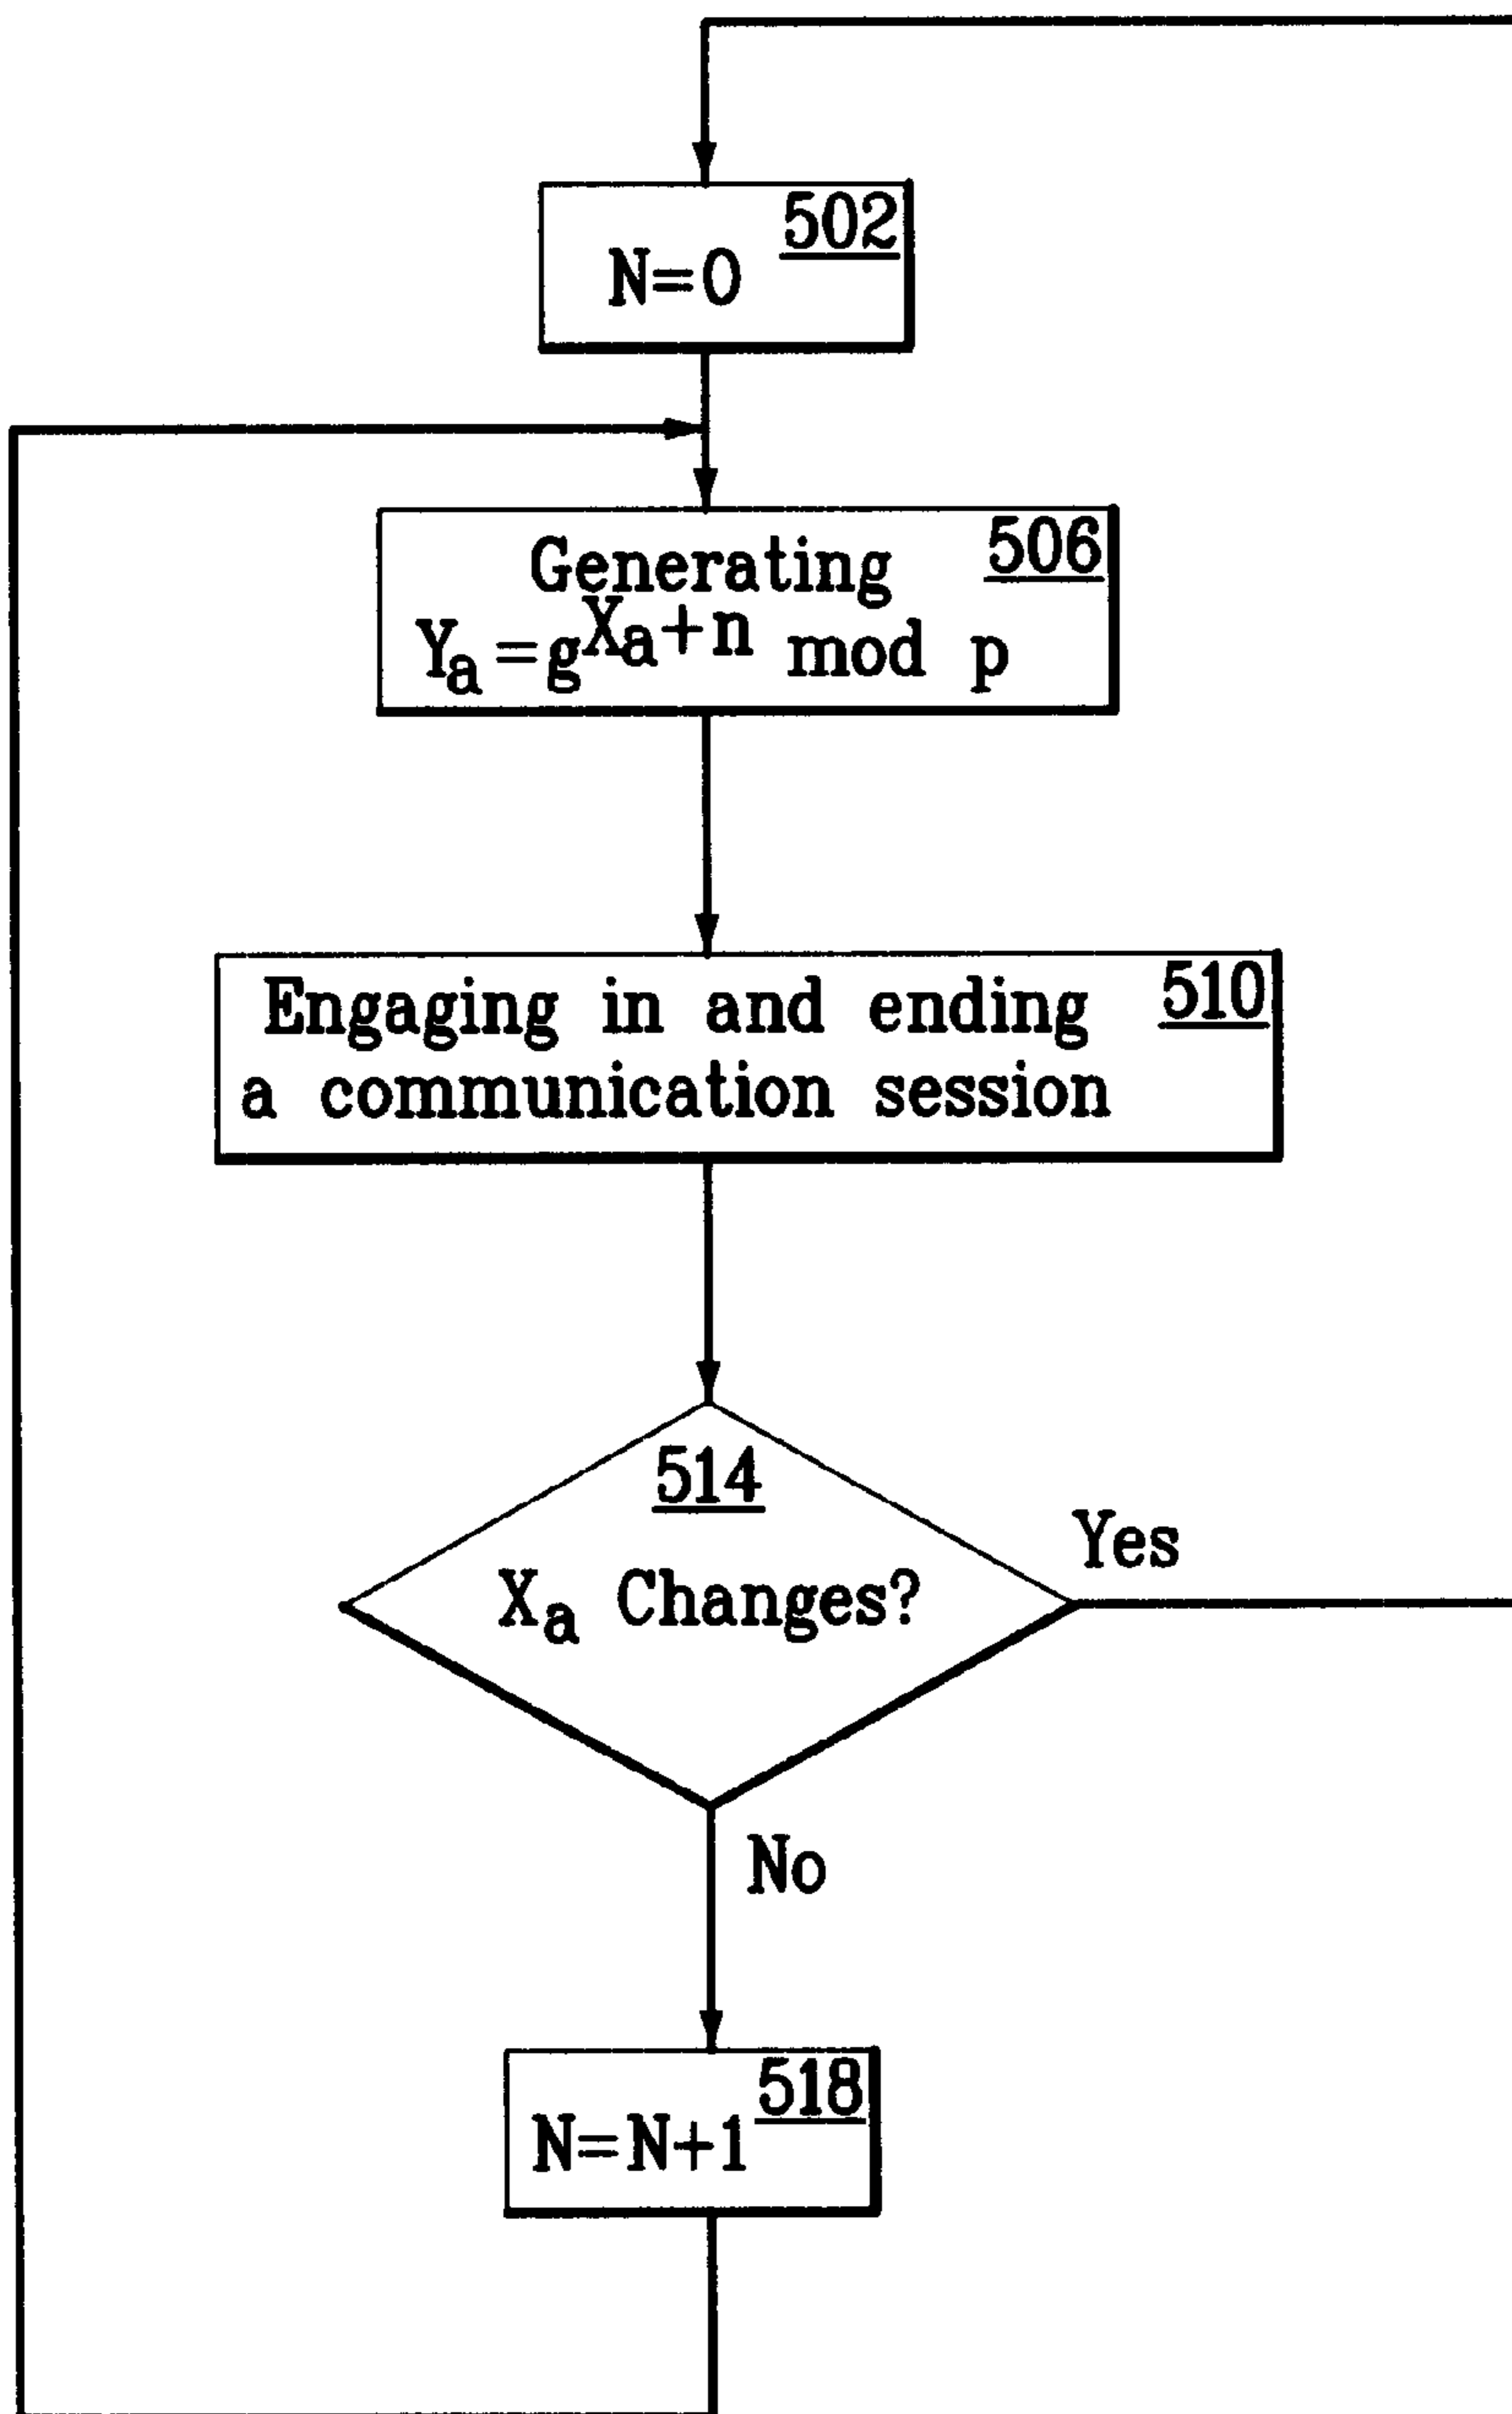 502
N=0
506
Generating
Ya=g^Xa+n mod p
Engaging in and ending 510
a communication session
514
Xa Changes?
Yes
No
518
N=N+1